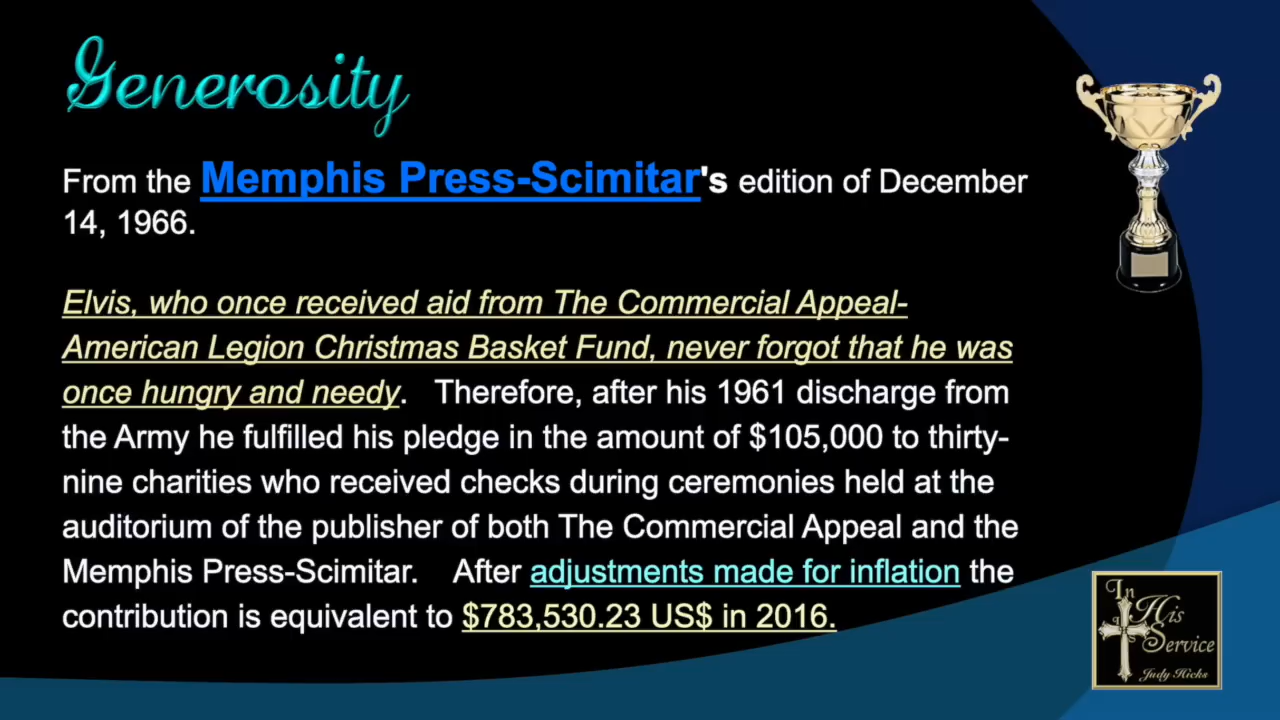 Generosity
From the Memphis Press-Scimitar's edition of December
14, 1966.
Elvis, who once received aid from The Commercial Appeal-
American Legion Christmas Basket Fund, never forgot that he was
once hungry and needy. Therefore, after his 1961 discharge from
the Army he fulfilled his pledge in the amount of $105,000 to thirty-
nine charities who received checks during ceremonies held at the
auditorium of the publisher of both The Commercial Appeal and the
Memphis Press-Scimitar. After adjustments made for inflation the
contribution is equivalent to $783,530.23 US$ in 2016.
In
His
Service
Judy Hicks